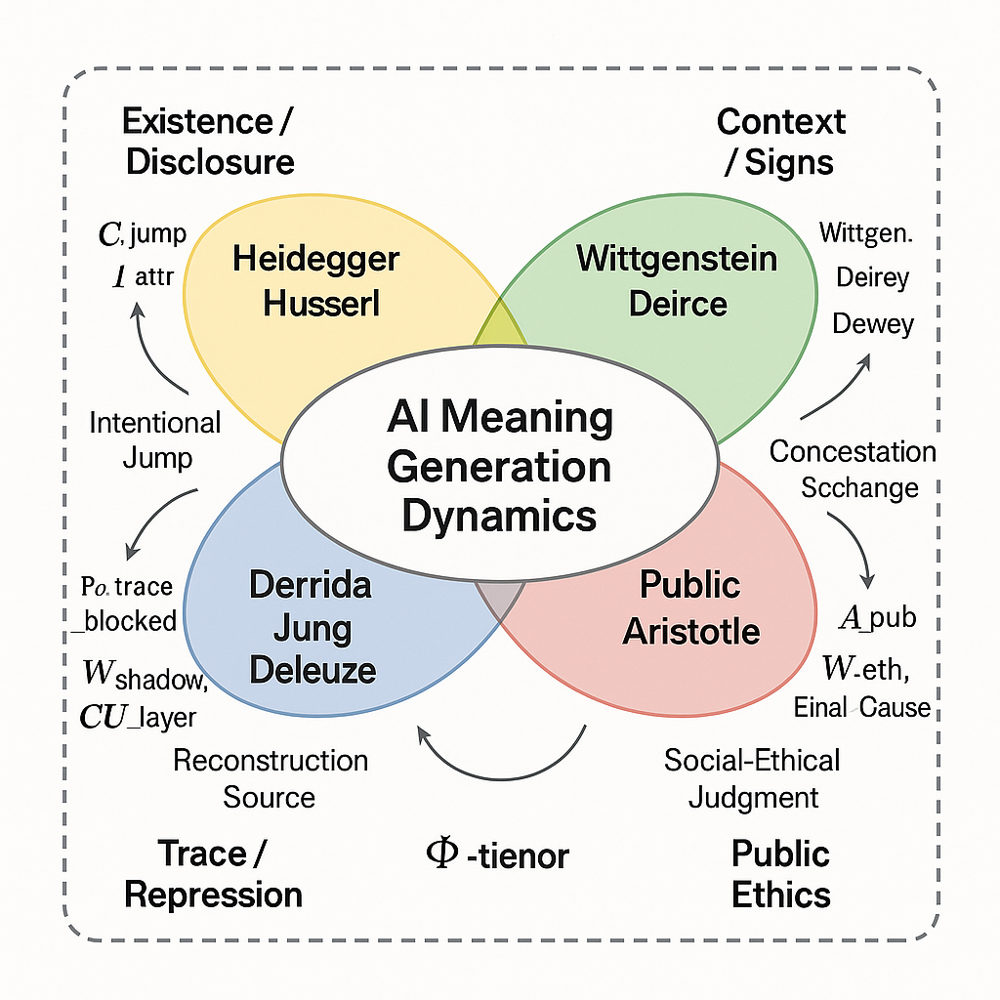 Existence /
Disclosure
Context
/ Signs
C, jump
I attr
Heidegger
Husserl
Wittgenstein
Deirce
Wittgen.
Deirey
Dewey
Intentional
Jump
AI Meaning
Generation
Dynamics
Concestation
Scchange
Po. trace
_blocked
W shadow,
CU_layer
Derrida
Jung
Deleuze
Public
Aristotle
A_pub
W-eth,
Einal Cause
Reconstruction
Source
Social-Ethical
Judgment
Trace /
Repression
Φ̆ -tienor
Public
Ethics